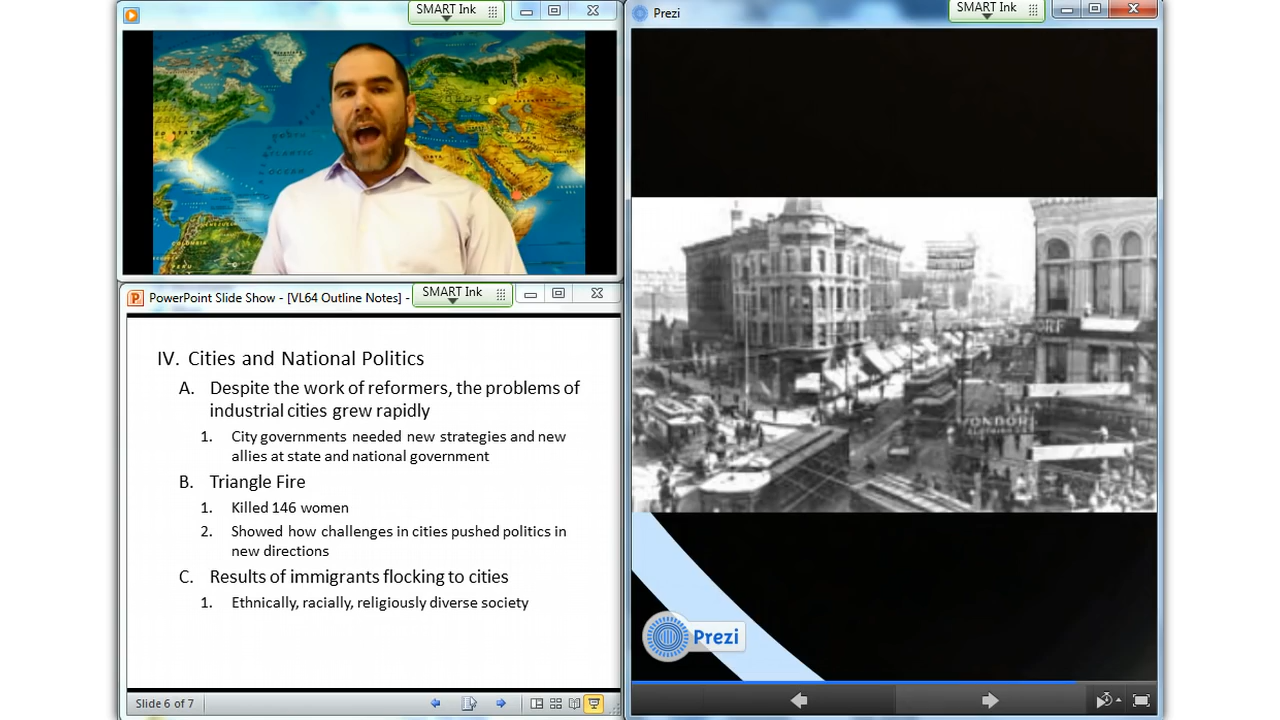 SMART Ink
Prezi
SMART Ink
PowerPoint Slide Show - [VL64 Outline Notes] -
SMART Ink
IV. Cities and National Politics
A. Despite the work of reformers, the problems of
industrial cities grew rapidly
1. City governments needed new strategies and new
allies at state and national government
B. Triangle Fire
1. Killed 146 women
2. Showed how challenges in cities pushed politics in
new directions
C. Results of immigrants flocking to cities
1. Ethnically, racially, religiously diverse society
Slide 6 of 7
Prezi